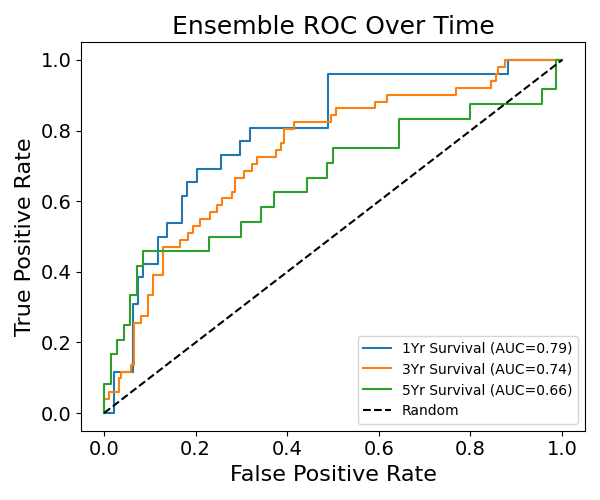 Ensemble ROC Over Time
True Positive Rate
1.0
0.8
0.6
0.4
0.2
0.0
0.0 0.2 0.4 0.6 0.8 1.0
False Positive Rate
1Yr Survival (AUC=0.79)
3Yr Survival (AUC=0.74)
5Yr Survival (AUC=0.66)
Random